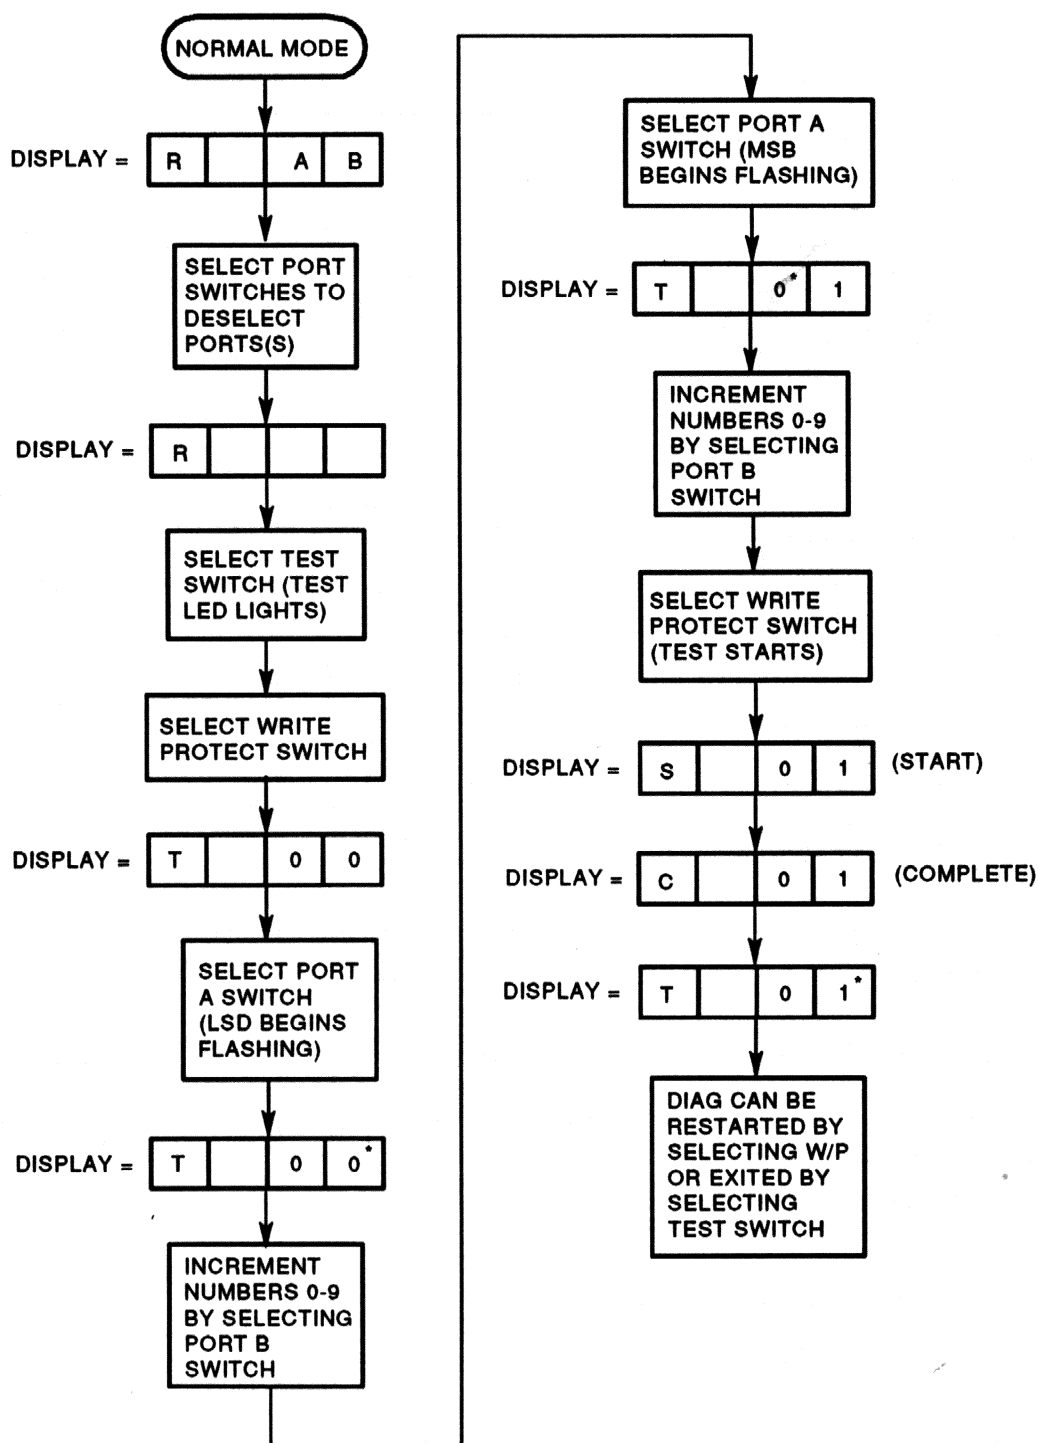 NORMAL MODE
DISPLAY = R A B
SELECT PORT
SWITCHES TO
DESELECT
PORTS(S)
DISPLAY = R
SELECT TEST
SWITCH (TEST
LED LIGHTS)
SELECT WRITE
PROTECT SWITCH
DISPLAY = T 0 0
SELECT PORT
A SWITCH
(LSD BEGINS
FLASHING)
DISPLAY = T 0 0*
INCREMENT
NUMBERS 0-9
BY SELECTING
PORT B
SWITCH
SELECT PORT A
SWITCH (MSB
BEGINS FLASHING)
DISPLAY = T 0* 1
INCREMENT
NUMBERS 0-9
BY SELECTING
PORT B
SWITCH
SELECT WRITE
PROTECT SWITCH
(TEST STARTS)
DISPLAY = S 0 1 (START)
DISPLAY = C 0 1 (COMPLETE)
DISPLAY = T 0 1*
DIAG CAN BE
RESTARTED BY
SELECTING W/P
OR EXITED BY
SELECTING
TEST SWITCH